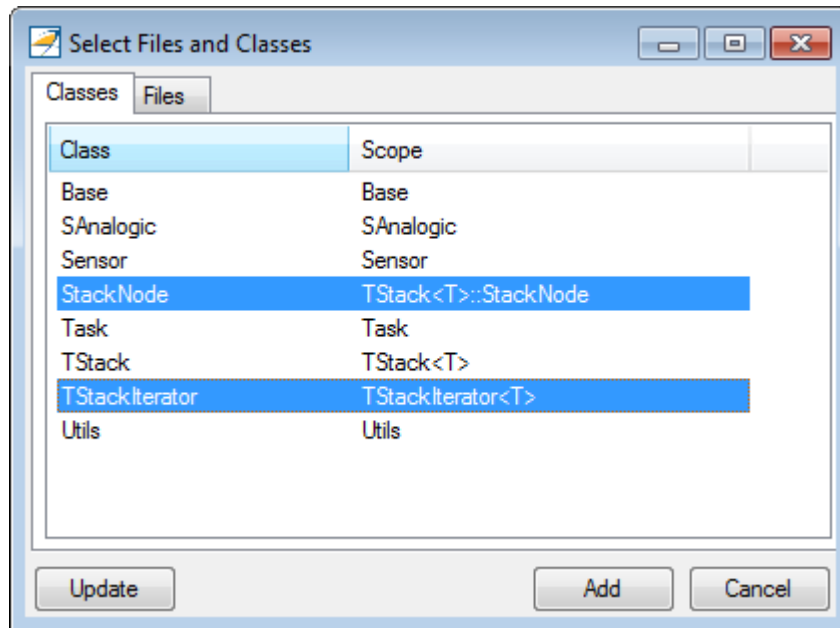 Select Files and Classes
Classes Files
Class Scope
Base Base
SAnalogic SAnalogic
Sensor Sensor
StackNode TStack<T>::StackNode
Task Task
TStack TStack<T>
TStackIterator TStackIterator<T>
Utils Utils
Update Add Cancel